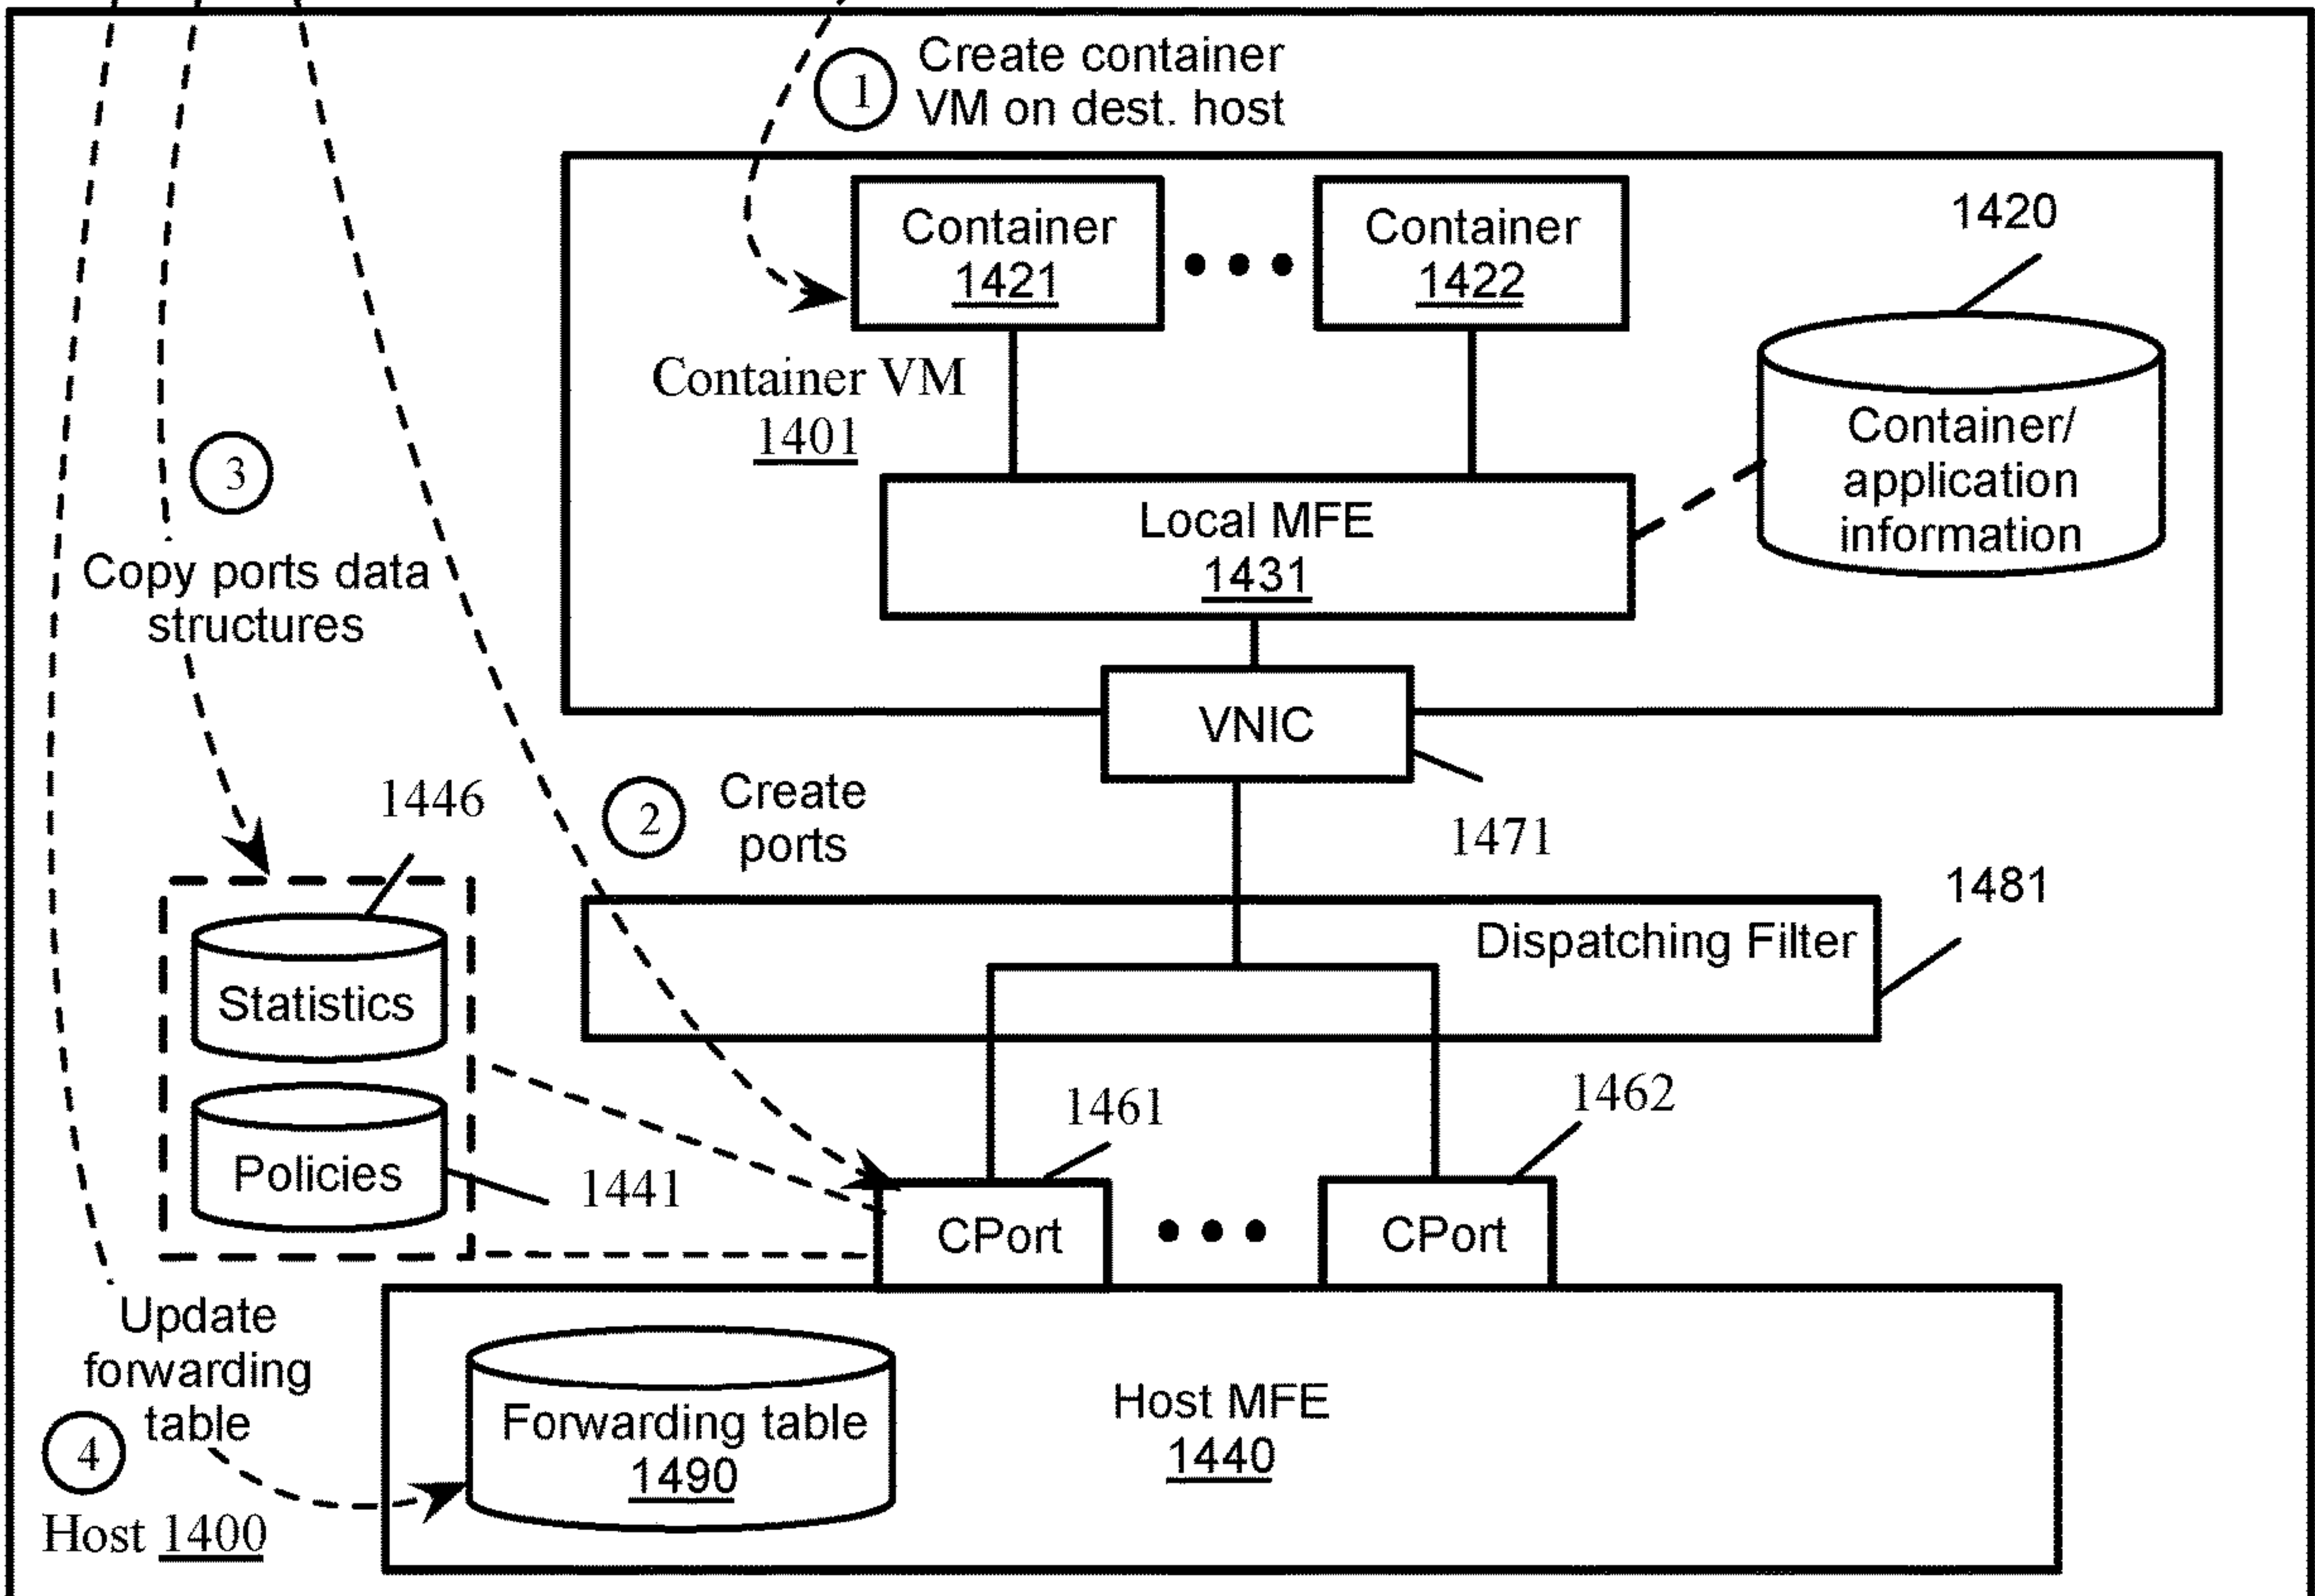 1
Create container
VM on dest. host
Container
1421
Container
1422
1420
Container VM
1401
Container/
application
information
3
Local MFE
1431
Copy ports data
structures
VNIC
1446
2
Create
ports
1471
1481
Dispatching Filter
Statistics
1461
1462
Policies
1441
CPort
CPort
Update
forwarding
table
4
Forwarding table
1490
Host MFE
1440
Host 1400